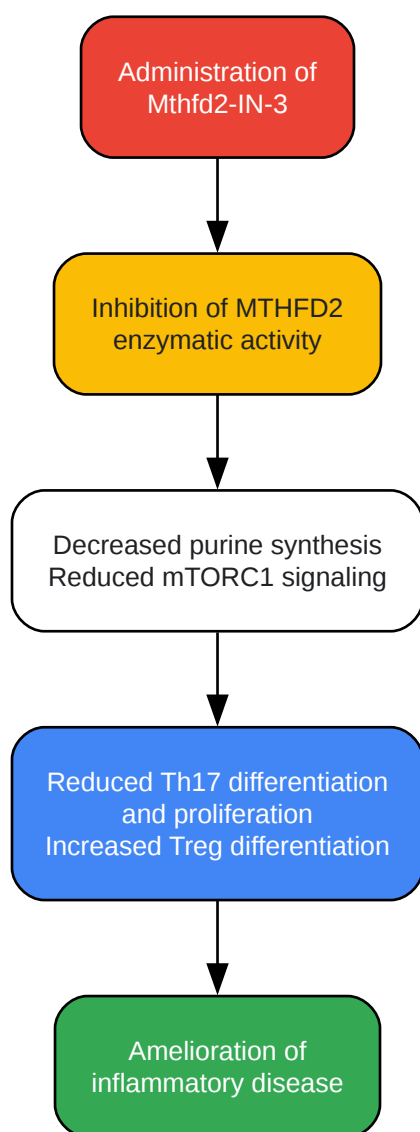 Administration of
Mthfd2-IN-3
Inhibition of MTHFD2
enzymatic activity
Decreased purine synthesis
Reduced mTORC1 signaling
Reduced Th17 differentiation
and proliferation
Increased Treg differentiation
Amelioration of
inflammatory disease